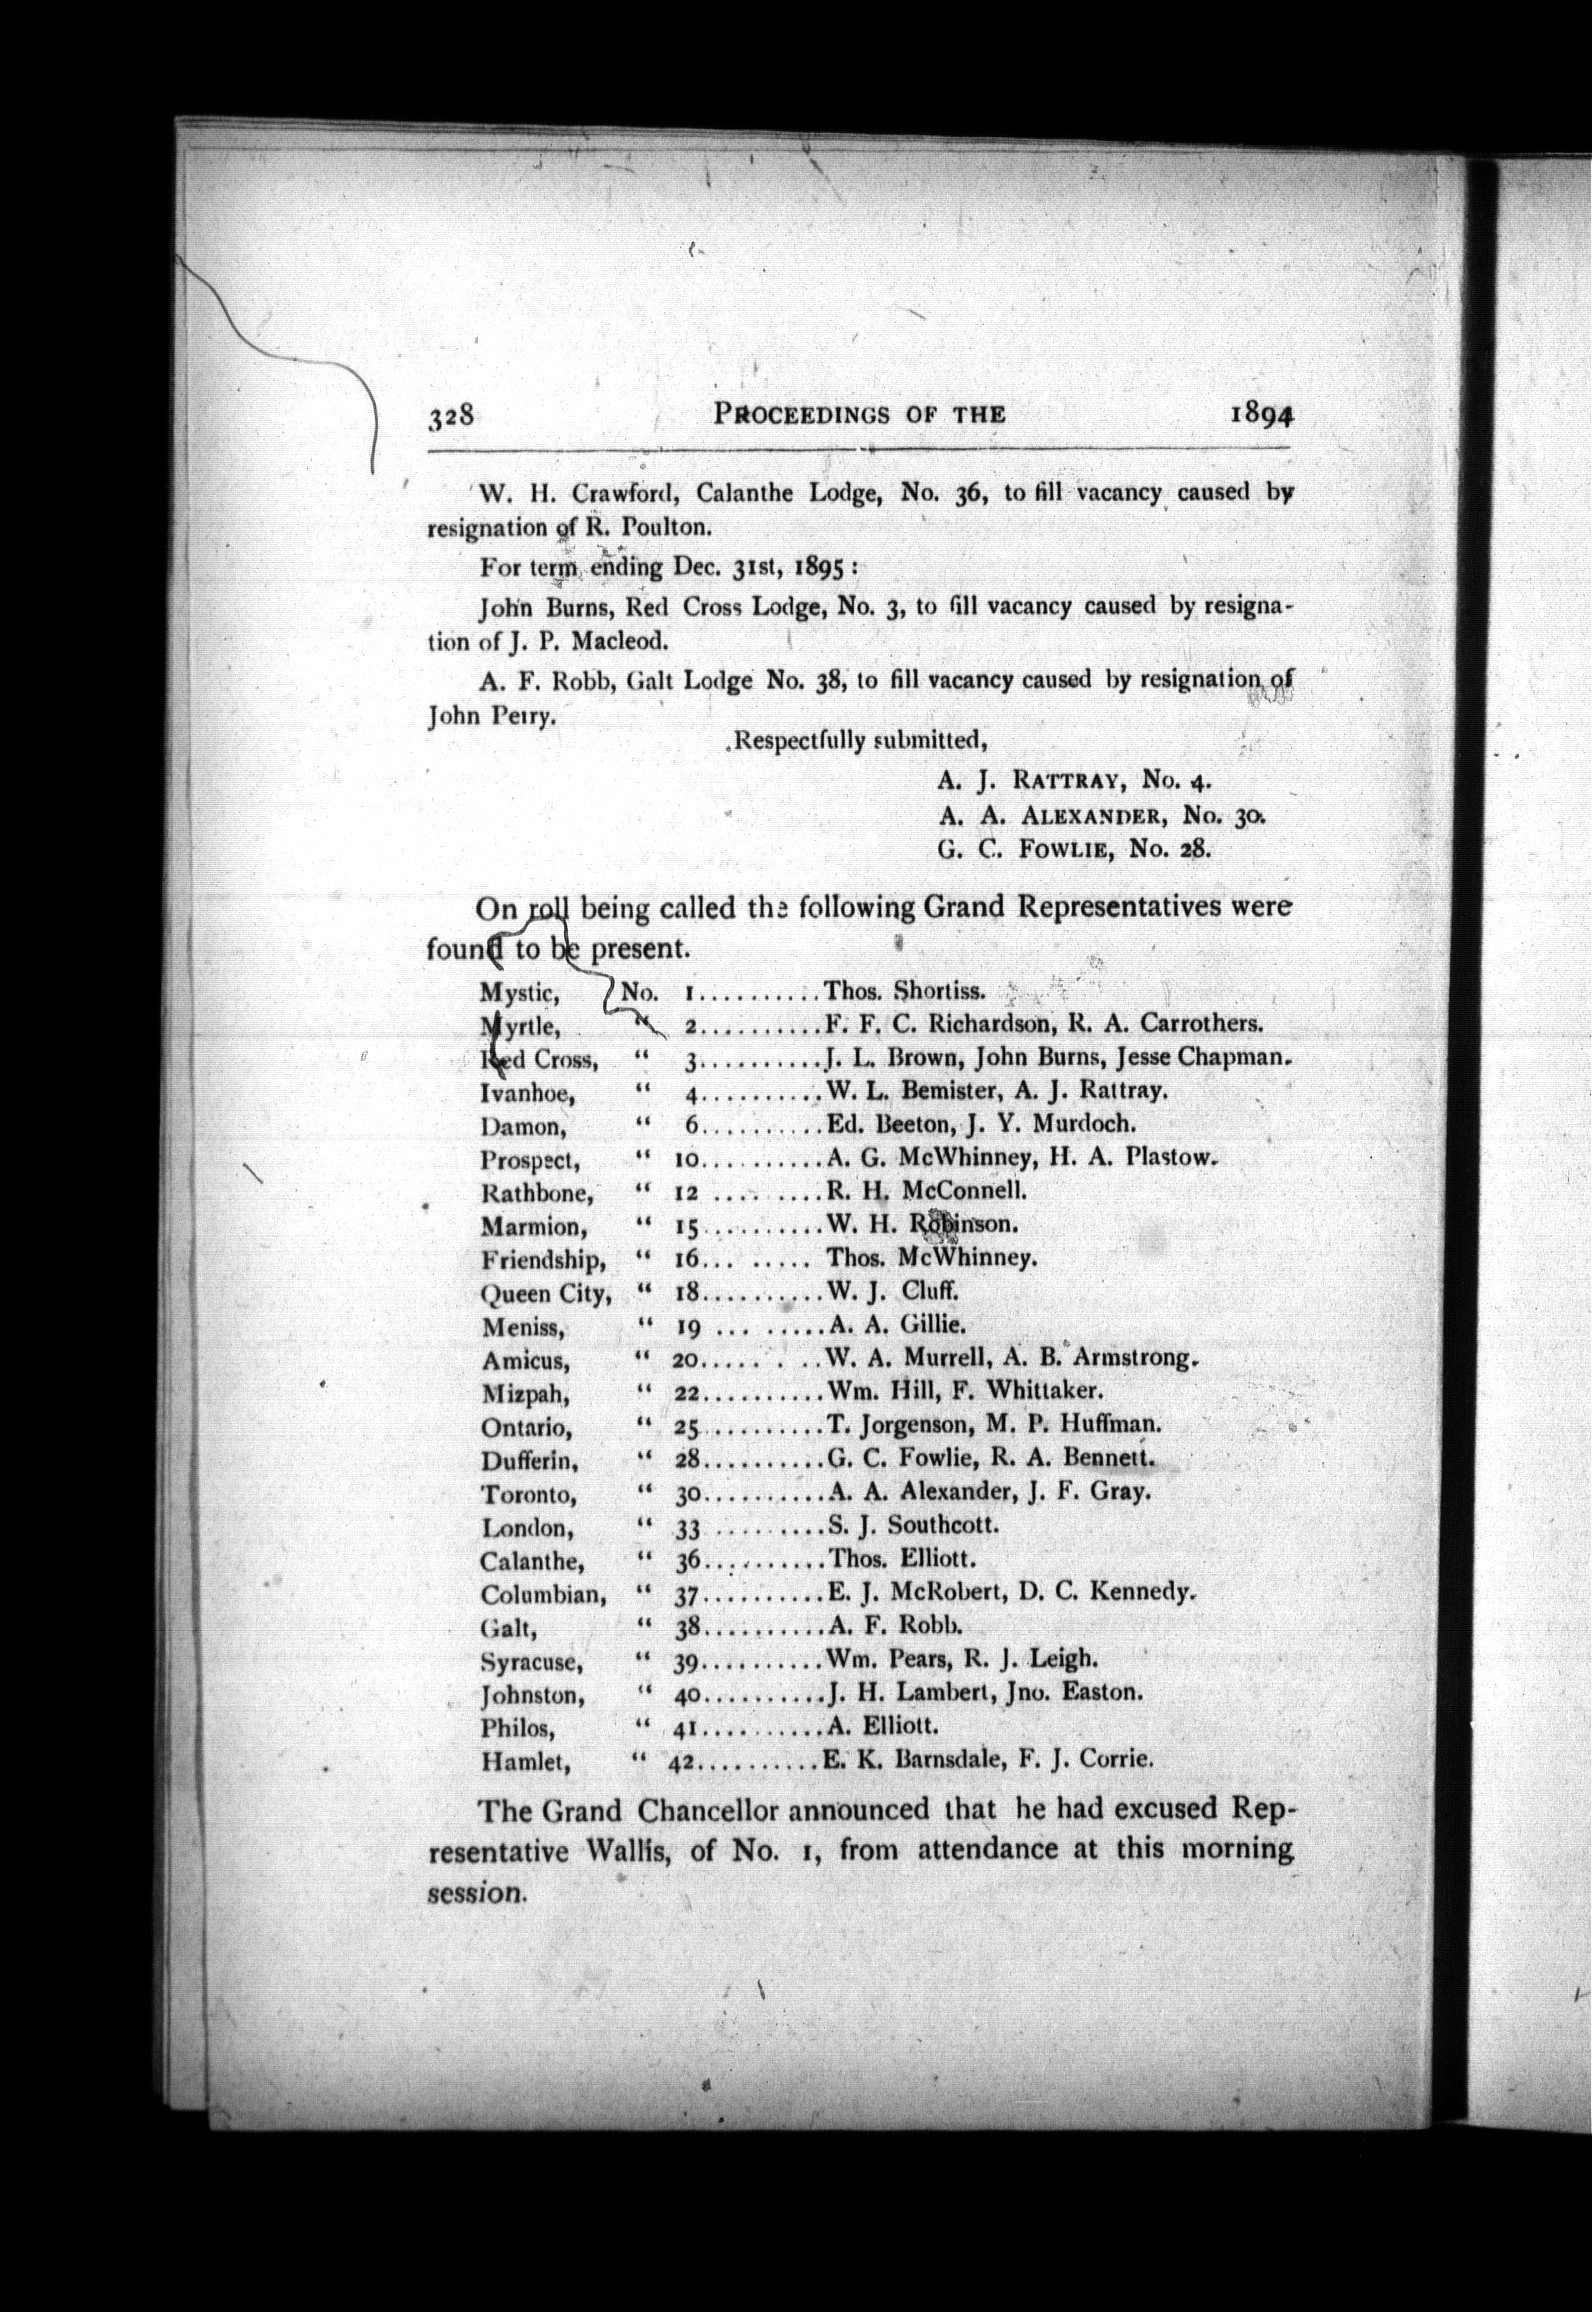 328 PROCEEDINGS OF THE 1894
W. H. Crawford, Calanthe Lodge, No. 36, to fill vacancy caused by
resignation of R. Poulton.
For term ending Dec. 31st, 1895:
John Burns, Red Cross Lodge, No. 3, to fill vacancy caused by resigna-
tion of J. P. Macleod.
A. F. Robb, Galt Lodge No. 38, to fill vacancy caused by resignation of
John Perry.
Respectfully submitted,
A. J. RATTRAY, No. 4.
A. A. ALEXANDER, No. 30.
G. C. FOWLIE, No. 28.
On roll being called the following Grand Representatives were
found to be present.
Mystic, No. 1..........Thos. Shortiss.
Myrtle, " 2..........F. F. C. Richardson, R. A. Carrothers.
Red Cross, " 3..........J. L. Brown, John Burns, Jesse Chapman.
Ivanhoe, " 4..........W. L. Bemister, A. J. Rattray.
Damon, " 6..........Ed. Beeton, J. Y. Murdoch.
Prospect, " 10..........A. G. McWhinney, H. A. Plastow.
Rathbone, " 12 .... ....R. H. McConnell.
Marmion, " 15..........W. H. Robinson.
Friendship, " 16... ..... Thos. McWhinney.
Queen City, " 18..........W. J. Cluff.
Meniss, " 19 ... .....A. A. Gillie.
Amicus, " 20..... . ..W. A. Murrell, A. B. Armstrong.
Mizpah, " 22..........Wm. Hill, F. Whittaker.
Ontario, " 25..........T. Jorgenson, M. P. Huffman.
Dufferin, " 28..........G. C. Fowlie, R. A. Bennett.
Toronto, " 30..........A. A. Alexander, J. F. Gray.
London, " 33 .........S. J. Southcott.
Calanthe, " 36..........Thos. Elliott.
Columbian, " 37..........E. J. McRobert, D. C. Kennedy.
Galt, " 38..........A. F. Robb.
Syracuse, " 39..........Wm. Pears, R. J. Leigh.
Johnston, " 40..........J. H. Lambert, Jno. Easton.
Philos, " 41..........A. Elliott.
Hamlet, " 42..........E. K. Barnsdale, F. J. Corrie.
The Grand Chancellor announced that he had excused Rep-
resentative Wallis, of No. 1, from attendance at this morning
session.